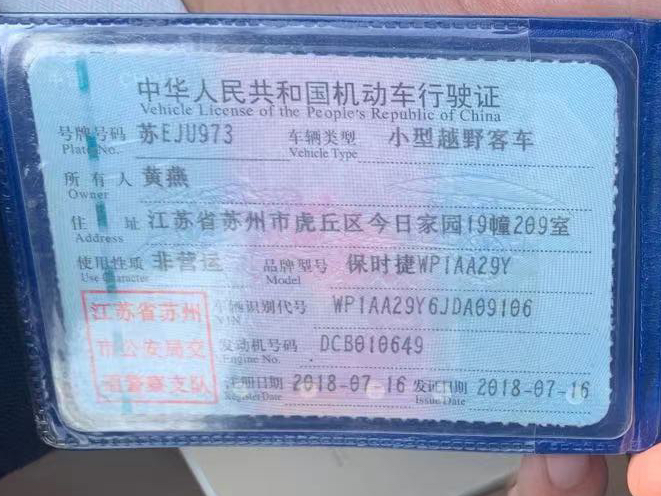 中华人民共和国机动车行驶证
Vehicle License of the People's Republic of China
号牌号码 苏EJU973 车辆类型 小型越野客车
Plate No. Vehicle Type
所有人 黄燕
Owner
住址 江苏省苏州市虎丘区今日家园19幢209室
Address
使用性质 非营运 品牌型号 保时捷WP1AA29Y
Use Character Model
江苏省苏州 车辆识别代号 WP1AA29Y6JDA09106
VIN
市公安局交 发动机号码 DCB010649
Engine No.
通警察支队 注册日期 2018-07-16 发证日期 2018-07-16
Register Date Issue Date